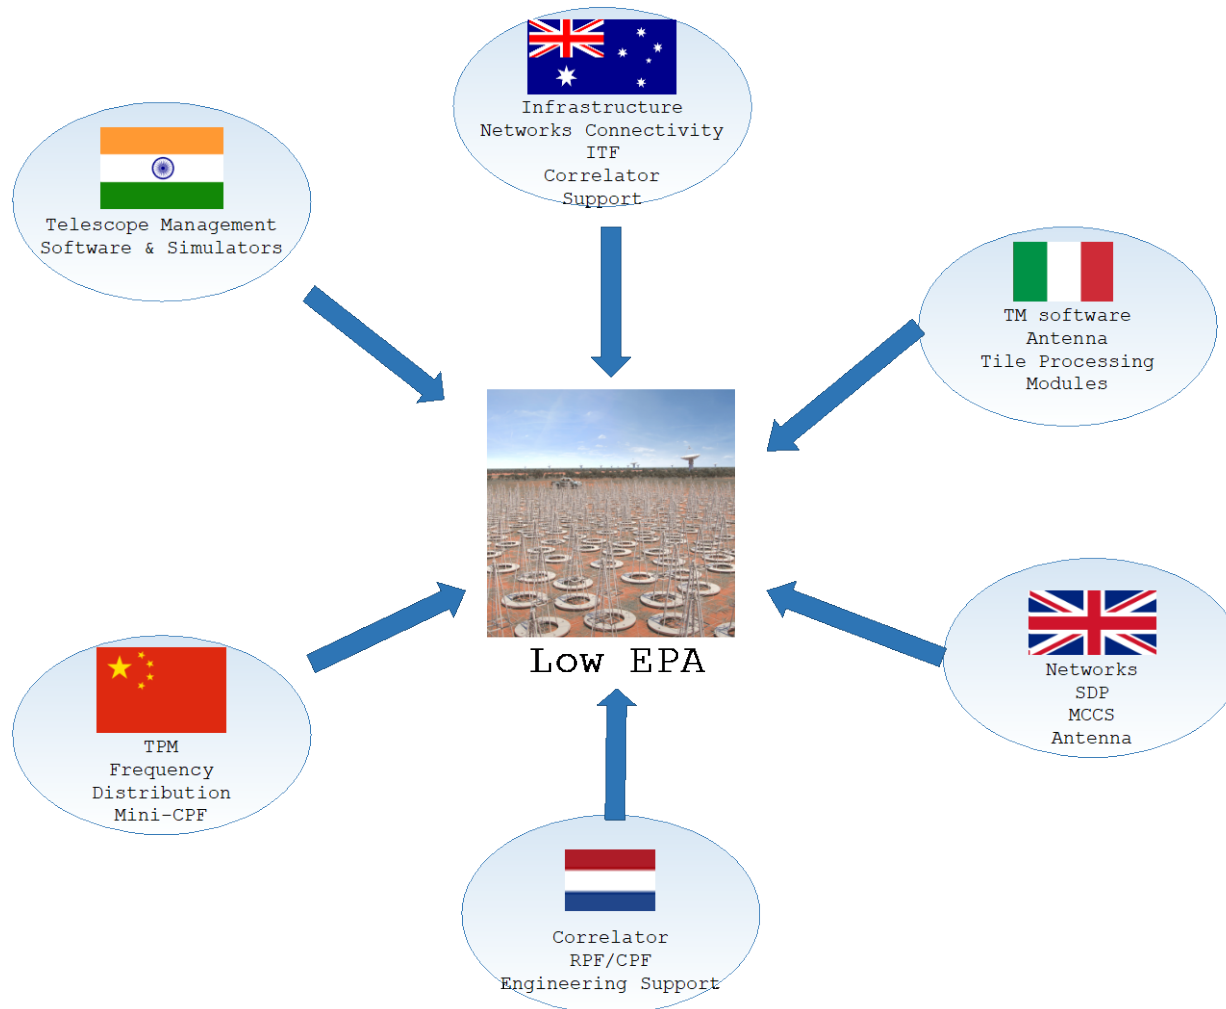 Infrastructure
Networks Connectivity
ITF
Correlator
Support
Telescope Management
Software & Simulators
TM software
Antenna
Tile Processing
Modules
Low EPA
Networks
SDP
MCCS
Antenna
TPM
Frequency
Distribution
Mini-CPF
Correlator
RPF/CPF
Engineering Support